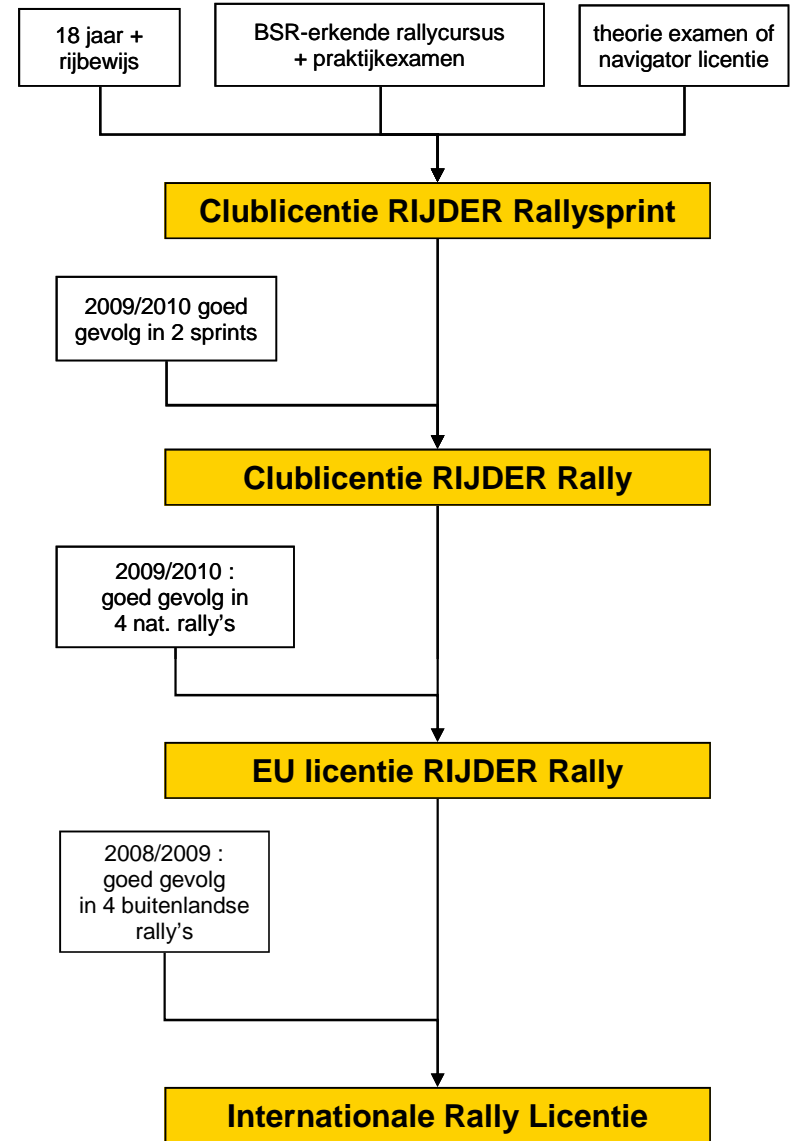 18 jaar +
rijbewijs
BSR-erkende rallycursus
+ praktijkexamen
theorie examen of
navigator licentie
Clublicentie RIJDER Rallysprint
2009/2010 goed
gevolg in 2 sprints
Clublicentie RIJDER Rally
2009/2010 :
goed gevolg in
4 nat. rally's
EU licentie RIJDER Rally
2008/2009 :
goed gevolg
in 4 buitenlandse
rally's
Internationale Rally Licentie